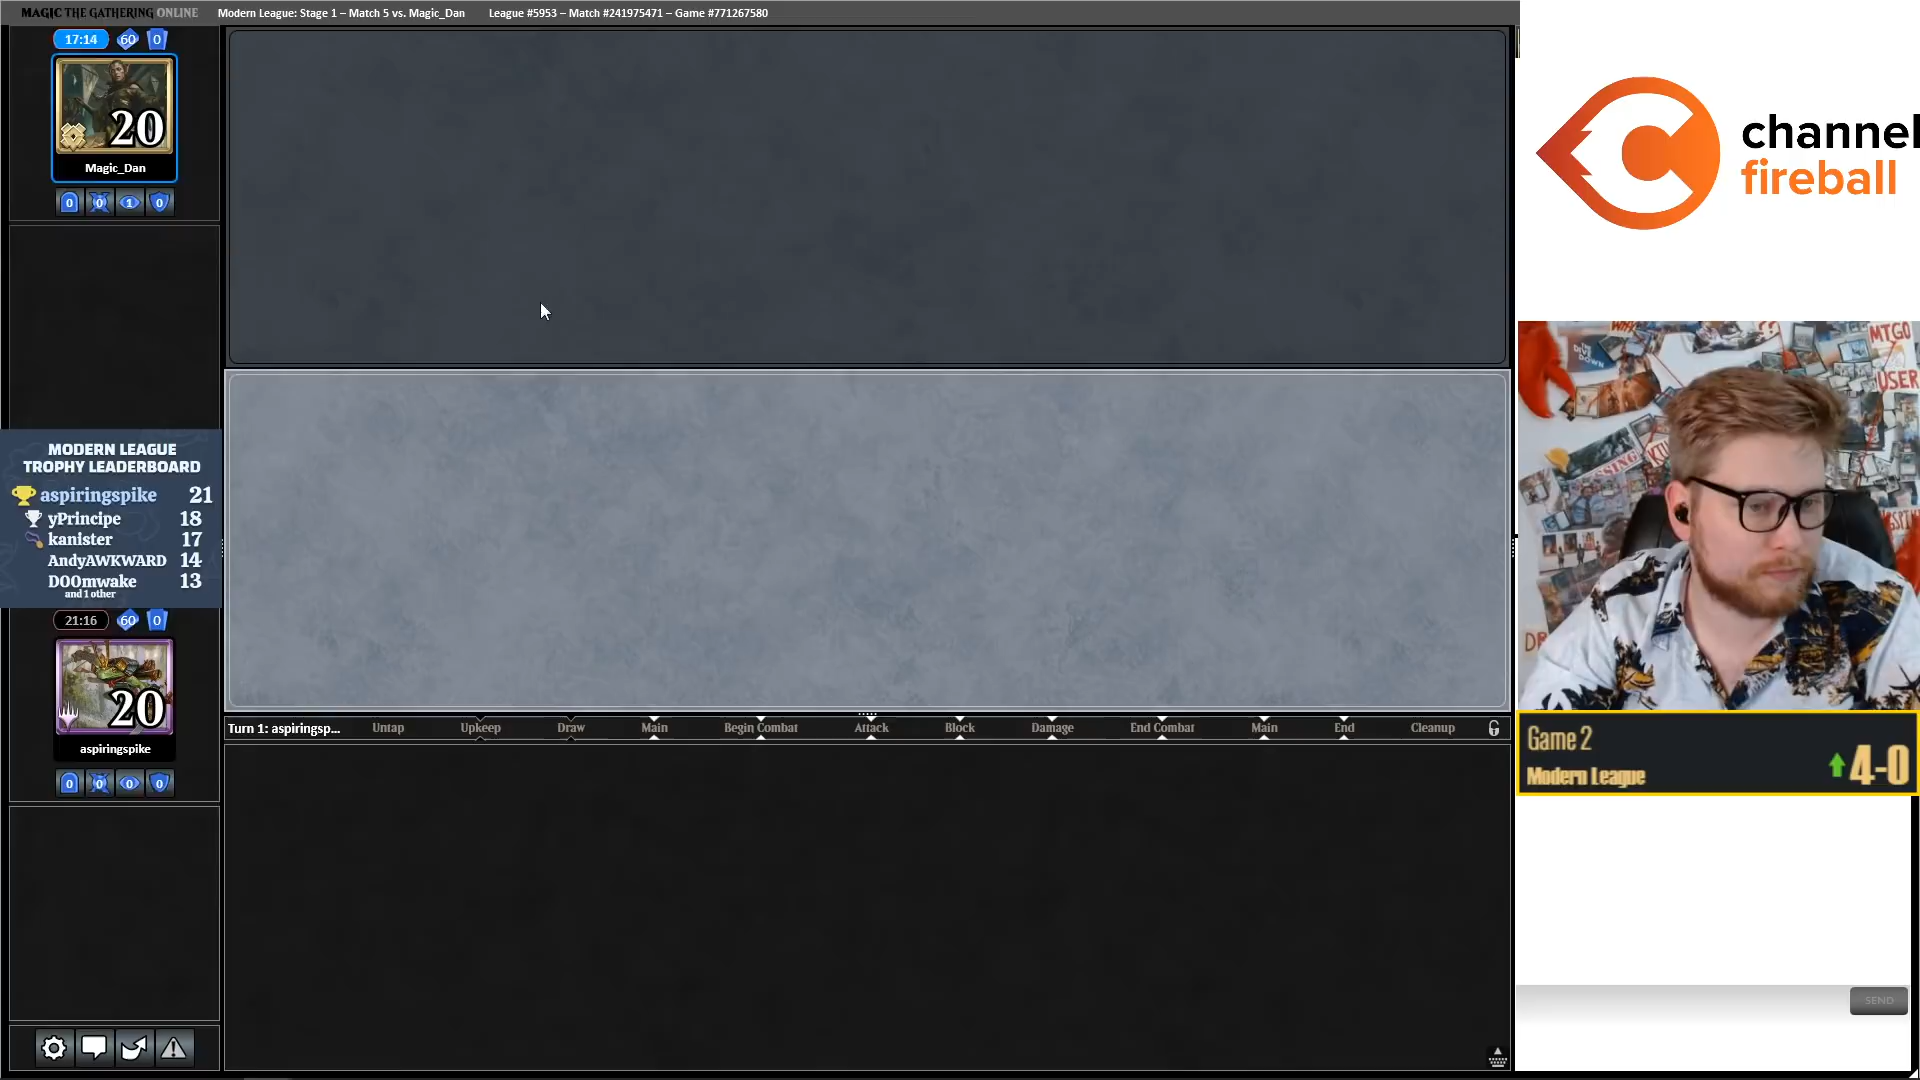 MAGIC THE GATHERING ONLINE
Modern League: Stage 1 – Match 5 vs. Magic_Dan
League #5953 – Match #241975471 – Game #771267580
17:14
60
0
20
Magic_Dan
0
0
1
0
MODERN LEAGUE
TROPHY LEADERBOARD
aspiringspike 21
yPrincipe 18
kanister 17
AndyAWKWARD 14
D00mwake 13
and 1 other
21:16
60
0
20
aspiringspike
0
0
0
0
Turn 1: aspiringsp...
Untap
Upkeep
Draw
Main
Begin Combat
Attack
Block
Damage
End Combat
Main
End
Cleanup
channel
fireball
MTGO
USER
Game 2
Modern League
4-0
SEND